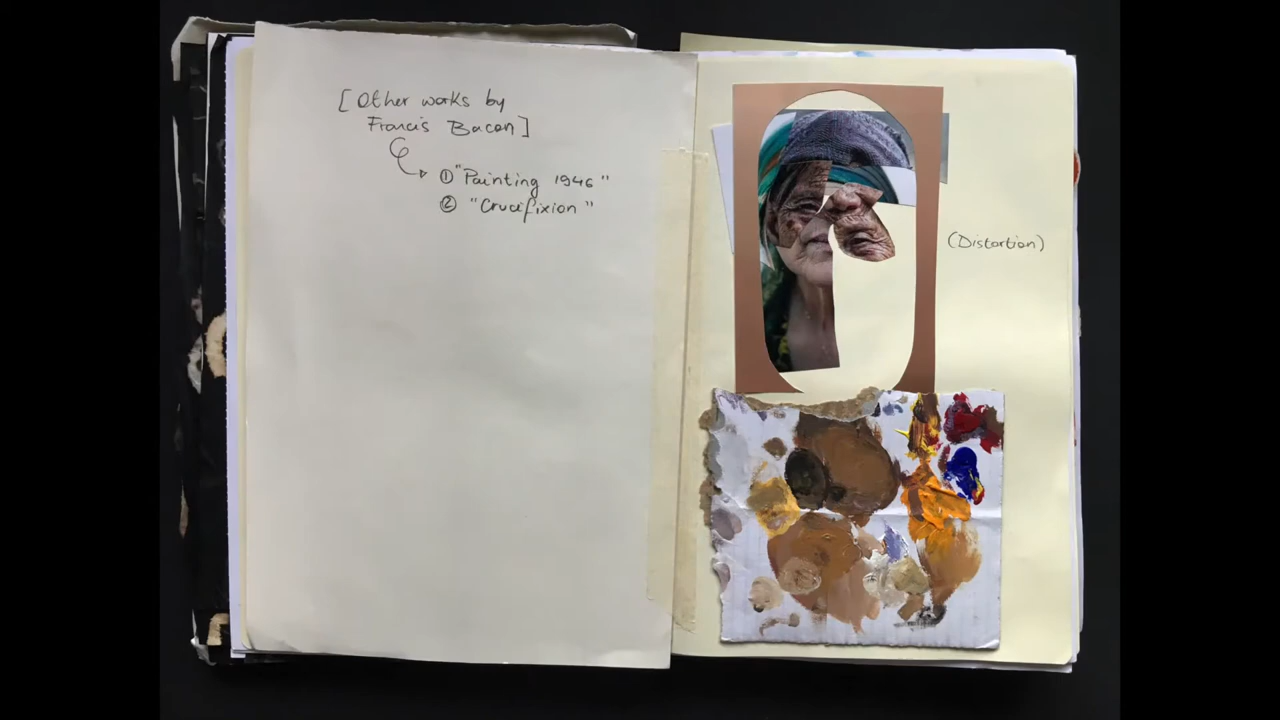 [Other works by
Francis Bacon]
① "Painting 1946"
② "Crucifixion"
(Distortion)